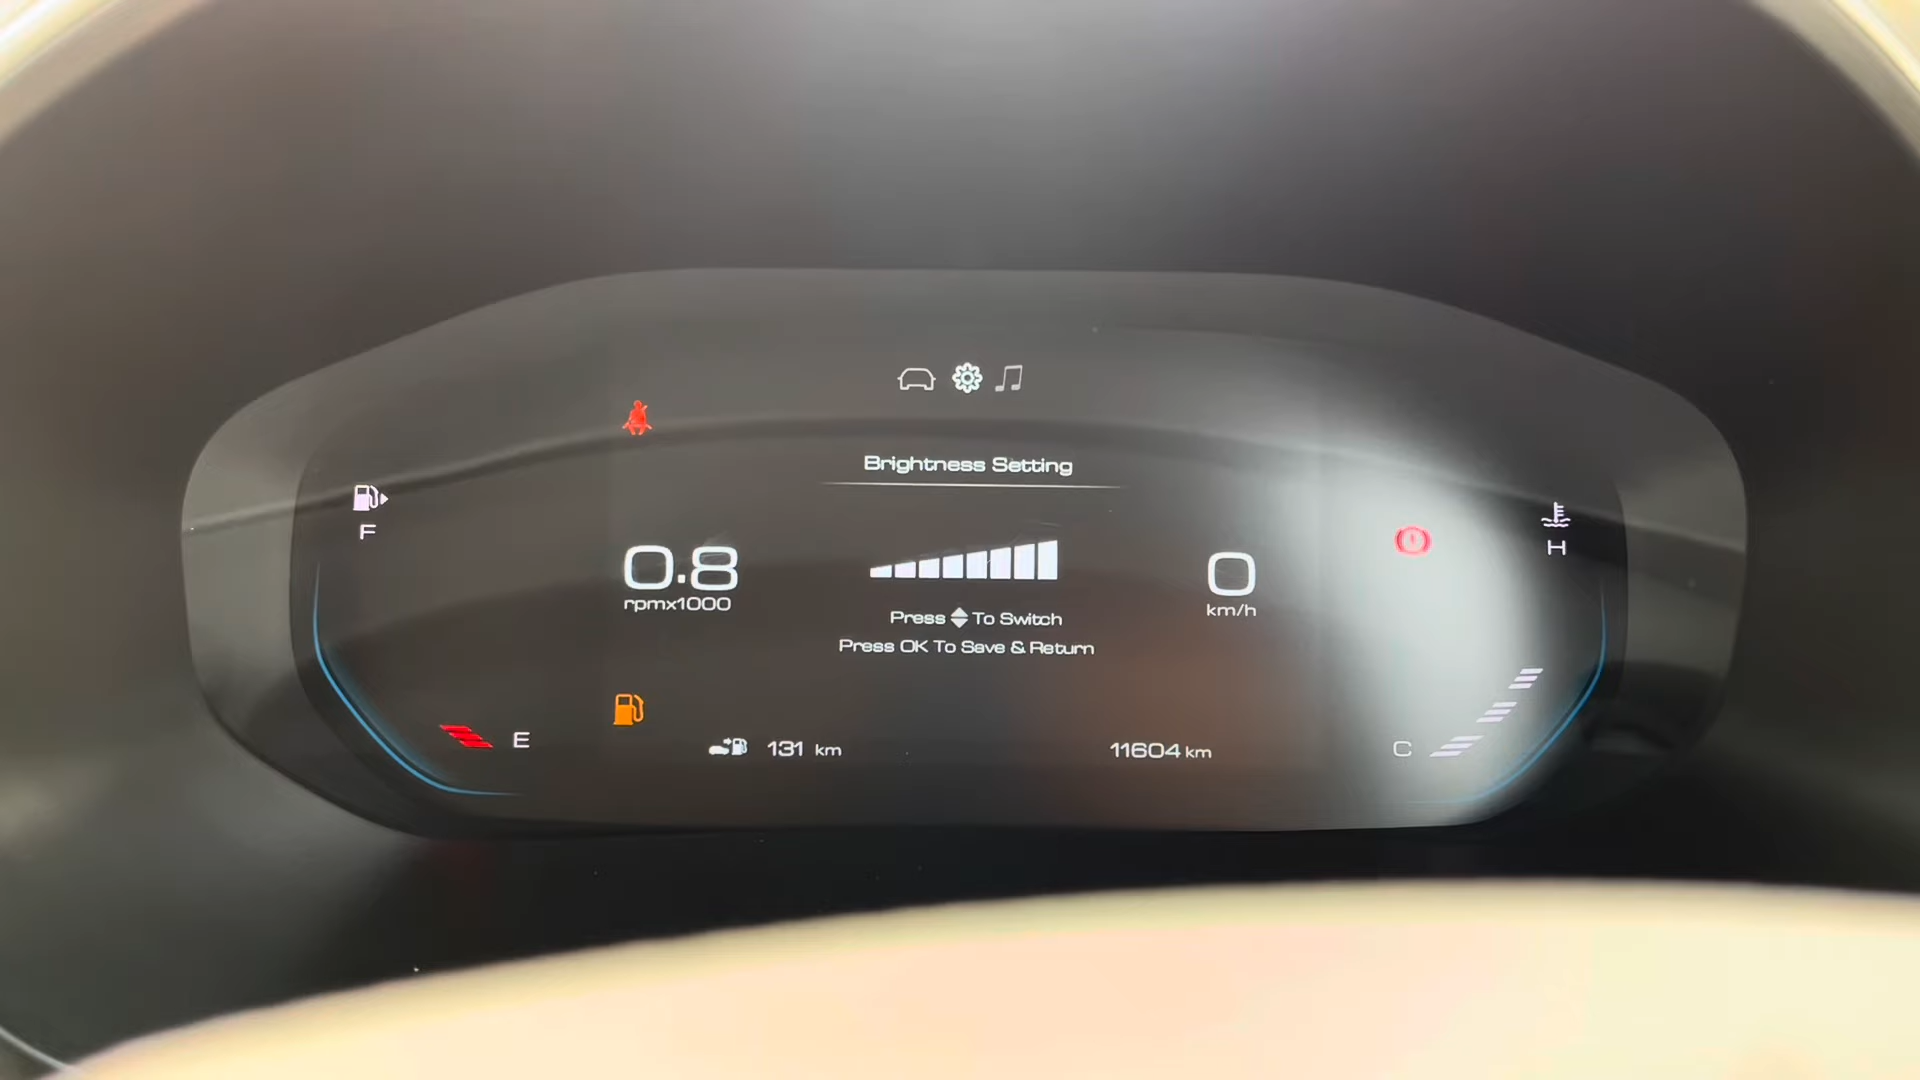 Brightness Setting
F
H
0.8
rpmx1000
0
km/h
Press To Switch
Press OK To Save & Return
E
131 km
11604 km
C